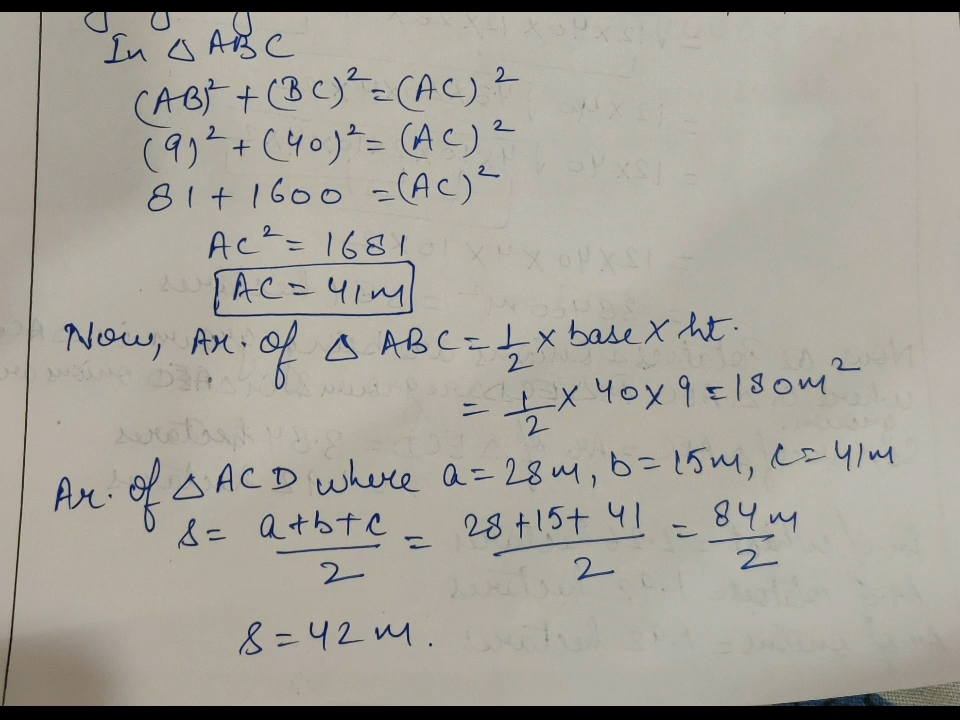 In △ ABC
(AB)² + (BC)² = (AC)²
(9)² + (40)² = (AC)²
81 + 1600 = (AC)²
AC² = 1681
AC = 41m
Now, Ar. of △ ABC = 1/2 × base × ht.
= 1/2 × 40 × 9 = 180m²
Ar. of △ ACD where a = 28m, b = 15m, c = 41m
S = a+b+c/2 = 28+15+41/2 = 84m/2
S = 42m.